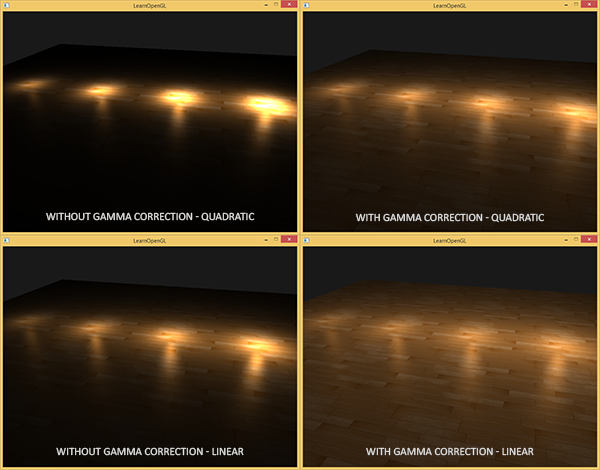 LearnOpenGL
LearnOpenGL
WITHOUT GAMMA CORRECTION - QUADRATIC
WITH GAMMA CORRECTION - QUADRATIC
LearnOpenGL
LearnOpenGL
WITHOUT GAMMA CORRECTION - LINEAR
WITH GAMMA CORRECTION - LINEAR